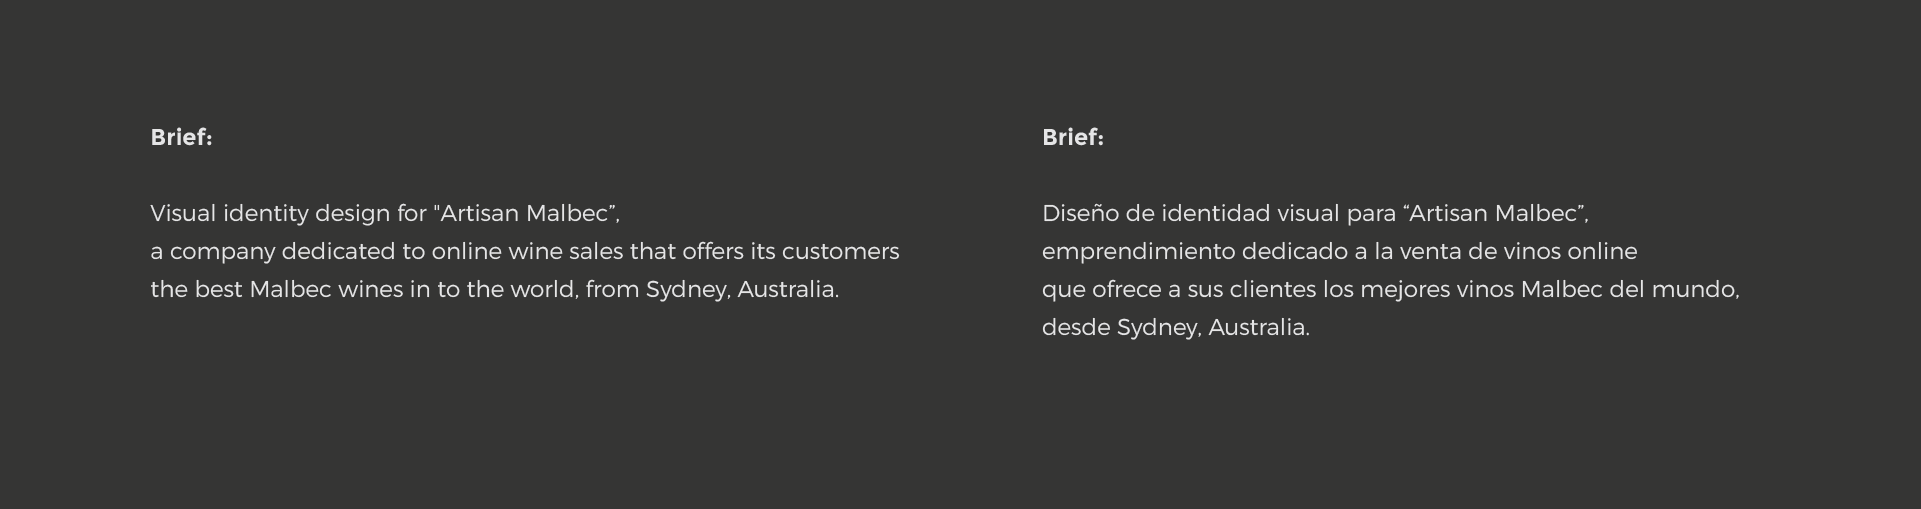 Brief:
Visual identity design for "Artisan Malbec”,
a company dedicated to online wine sales that offers its customers
the best Malbec wines in to the world, from Sydney, Australia.
Brief:
Diseño de identidad visual para “Artisan Malbec”,
emprendimiento dedicado a la venta de vinos online
que ofrece a sus clientes los mejores vinos Malbec del mundo,
desde Sydney, Australia.